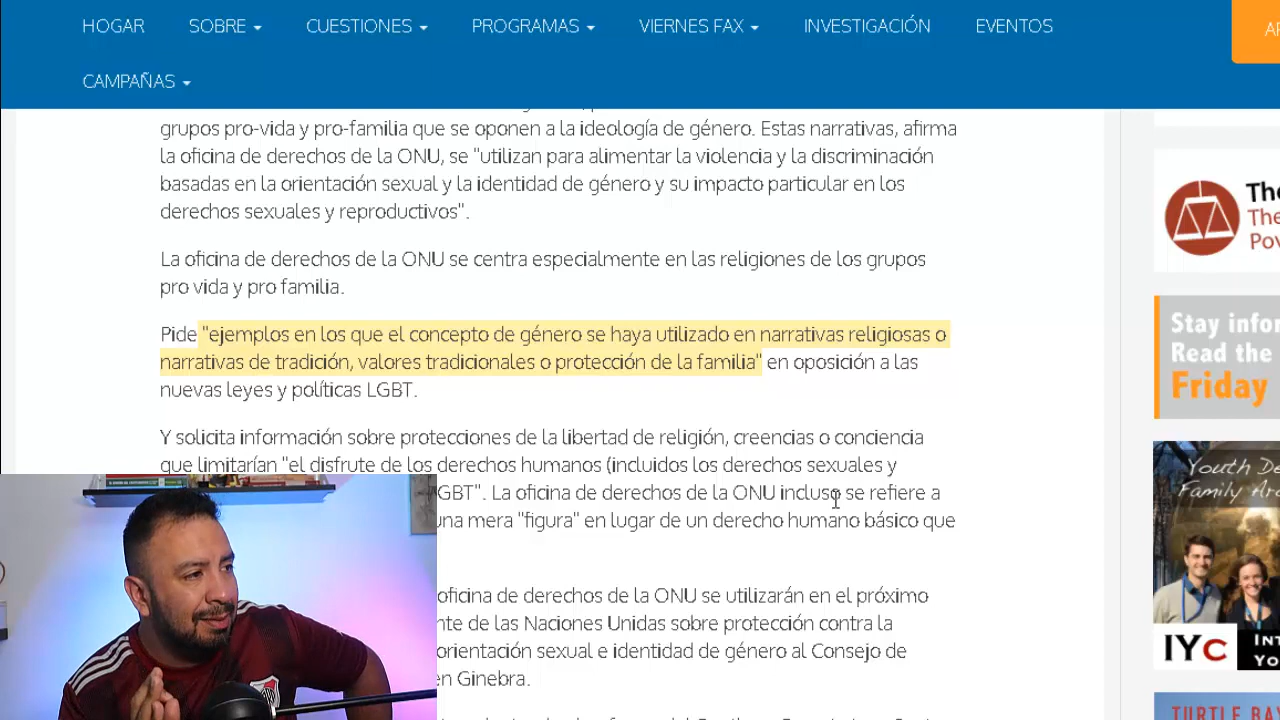 HOGAR SOBRE CUESTIONES PROGRAMAS VIERNES FAX INVESTIGACIÓN EVENTOS
CAMPAÑAS
grupos pro-vida y pro-familia que se oponen a la ideología de género. Estas narrativas, afirma
la oficina de derechos de la ONU, se "utilizan para alimentar la violencia y la discriminación
basadas en la orientación sexual y la identidad de género y su impacto particular en los
derechos sexuales y reproductivos".
La oficina de derechos de la ONU se centra especialmente en las religiones de los grupos
pro vida y pro familia.
Pide "ejemplos en los que el concepto de género se haya utilizado en narrativas religiosas o
narrativas de tradición, valores tradicionales o protección de la familia" en oposición a las
nuevas leyes y políticas LGBT.
Y solicita información sobre protecciones de la libertad de religión, creencias o conciencia
que limitarían "el disfrute de los derechos humanos (incluidos los derechos sexuales y
GBT". La oficina de derechos de la ONU incluso se refiere a
una mera "figura" en lugar de un derecho humano básico que
oficina de derechos de la ONU se utilizarán en el próximo
nte de las Naciones Unidas sobre protección contra la
orientación sexual e identidad de género al Consejo de
en Ginebra.
The
The
Pov
Stay infor
Read the
Friday
Youth De
Family Ar
IYC
Int
Yo
TURTLE BAY